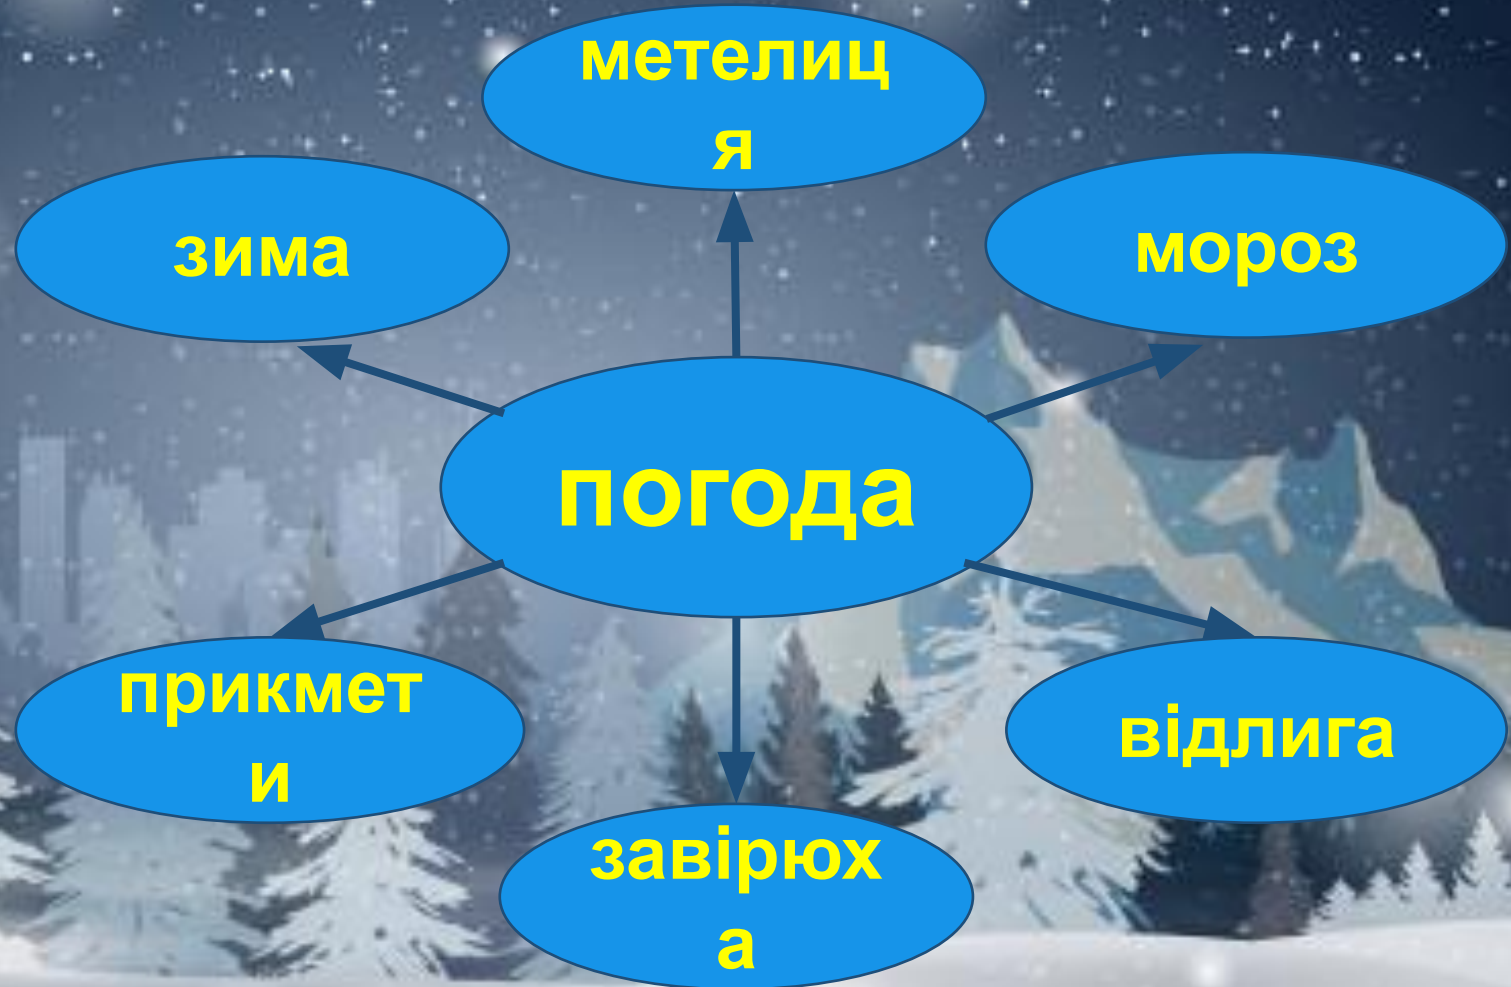 метелиц
я
зима
мороз
погода
прикмет
и
відлига
завірюх
а